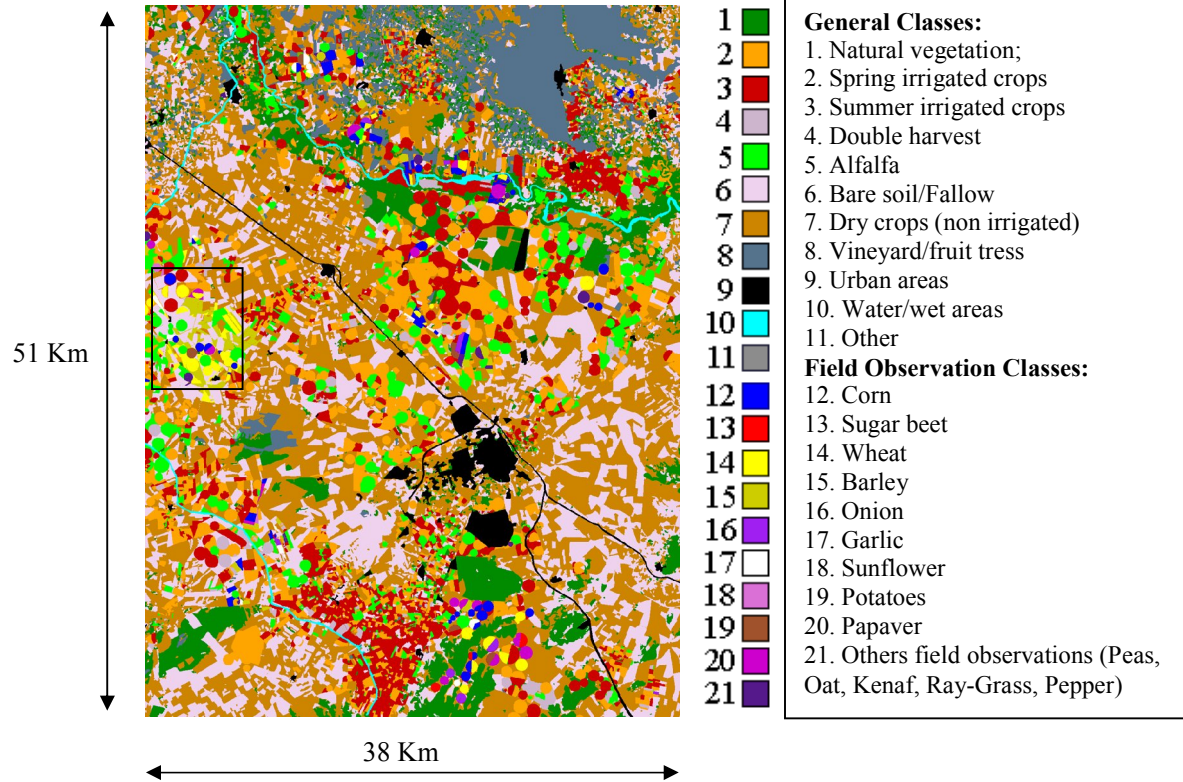 51 Km
38 Km
1
2
3
4
5
6
7
8
9
10
11
12
13
14
15
16
17
18
19
20
21
General Classes:
1. Natural vegetation;
2. Spring irrigated crops
3. Summer irrigated crops
4. Double harvest
5. Alfalfa
6. Bare soil/Fallow
7. Dry crops (non irrigated)
8. Vineyard/fruit tress
9. Urban areas
10. Water/wet areas
11. Other
Field Observation Classes:
12. Corn
13. Sugar beet
14. Wheat
15. Barley
16. Onion
17. Garlic
18. Sunflower
19. Potatoes
20. Papaver
21. Others field observations (Peas,
Oat, Kenaf, Ray-Grass, Pepper)